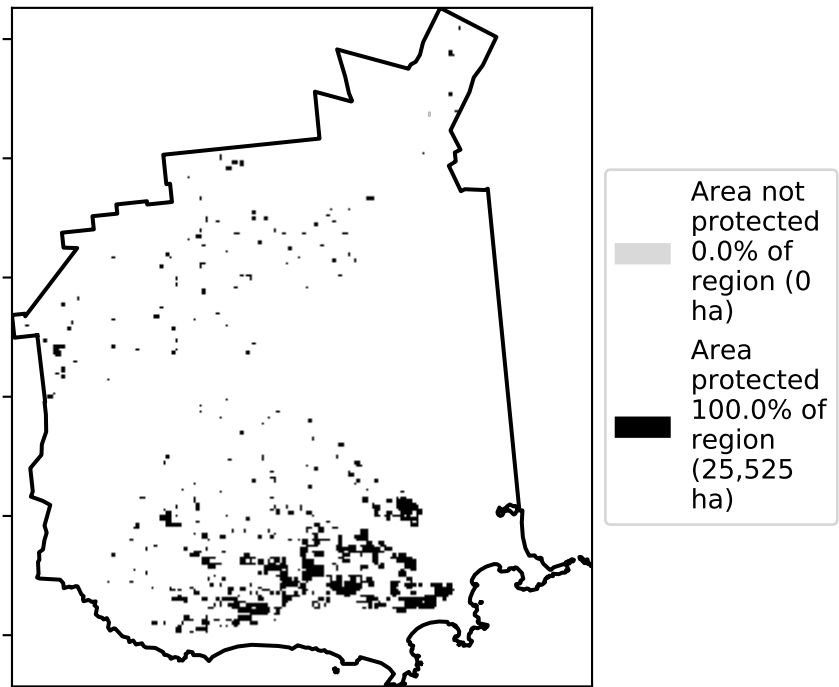 Area not
protected
0.0% of
region (0
ha)
Area
protected
100.0% of
region
(25,525
ha)